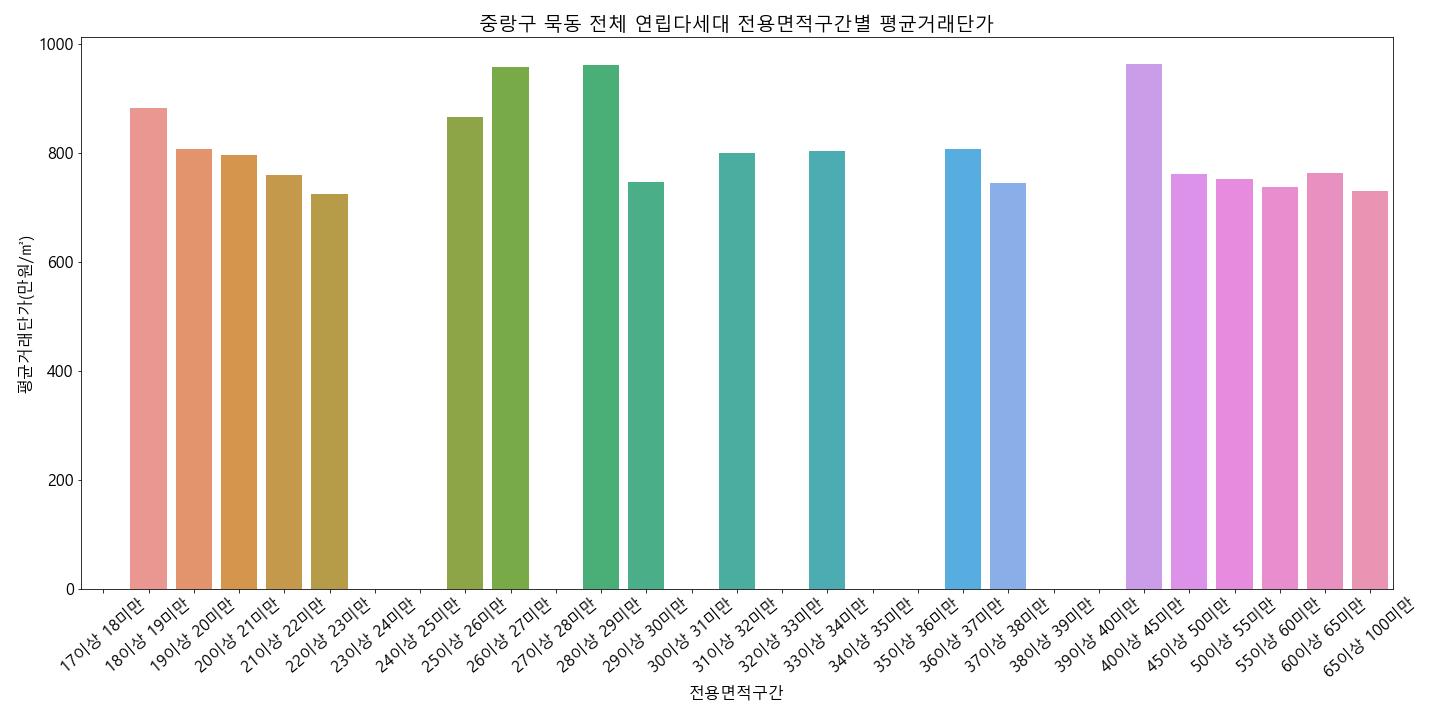 중랑구 묵동 전체 연립다세대 전용면적구간별 평균거래단가
평균거래단가(만원/㎡)
1000
800
600
400
200
0
17이상 18미만
18이상 19미만
19이상 20미만
20이상 21미만
21이상 22미만
22이상 23미만
23이상 24미만
24이상 25미만
25이상 26미만
26이상 27미만
27이상 28미만
28이상 29미만
29이상 30미만
30이상 31미만
31이상 32미만
32이상 33미만
33이상 34미만
34이상 35미만
35이상 36미만
36이상 37미만
37이상 38미만
38이상 39미만
39이상 40미만
40이상 45미만
45이상 50미만
50이상 55미만
55이상 60미만
60이상 65미만
65이상 100미만
전용면적구간